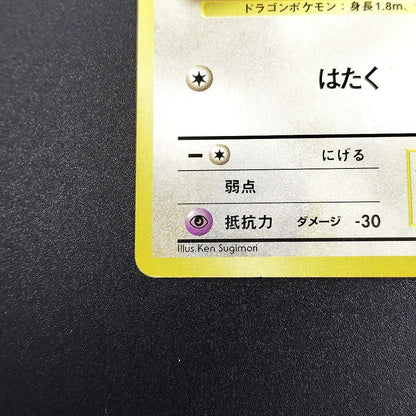 ドラゴンポケモン：身長1.8m、
はたく
にげる
弱点
抵抗力 ダメージ -30
Illus. Ken Sugimori